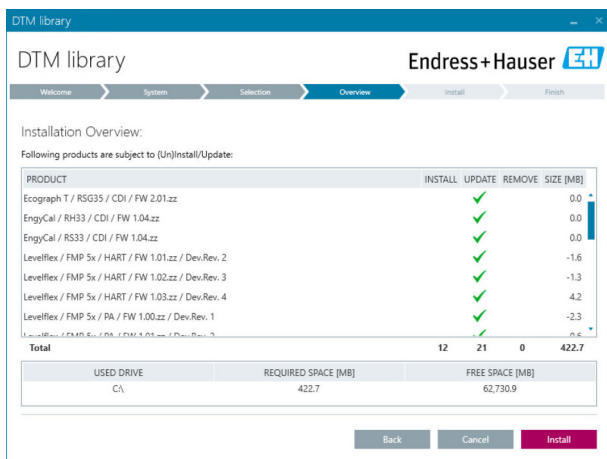 DTM library
DTM library
Endress+Hauser EH
Welcome System Selection Overview Install Finish
Installation Overview:
Following products are subject to (Un)Install/Update:
PRODUCT INSTALL UPDATE REMOVE SIZE [MB]
Ecograph T / RSG35 / CDI / FW 2.01.zz 0.0
EngyCal / RH33 / CDI / FW 1.04.zz 0.0
EngyCal / RS33 / CDI / FW 1.04.zz 0.0
Levelflex / FMP 5x / HART / FW 1.01.zz / Dev.Rev. 2 -1.6
Levelflex / FMP 5x / HART / FW 1.02.zz / Dev.Rev. 3 -1.3
Levelflex / FMP 5x / HART / FW 1.03.zz / Dev.Rev. 4 4.2
Levelflex / FMP 5x / PA / FW 1.00.zz / Dev.Rev. 1 -2.3
Total 12 21 0 422.7
USED DRIVE REQUIRED SPACE [MB] FREE SPACE [MB]
C:\ 422.7 62,730.9
Back Cancel Install